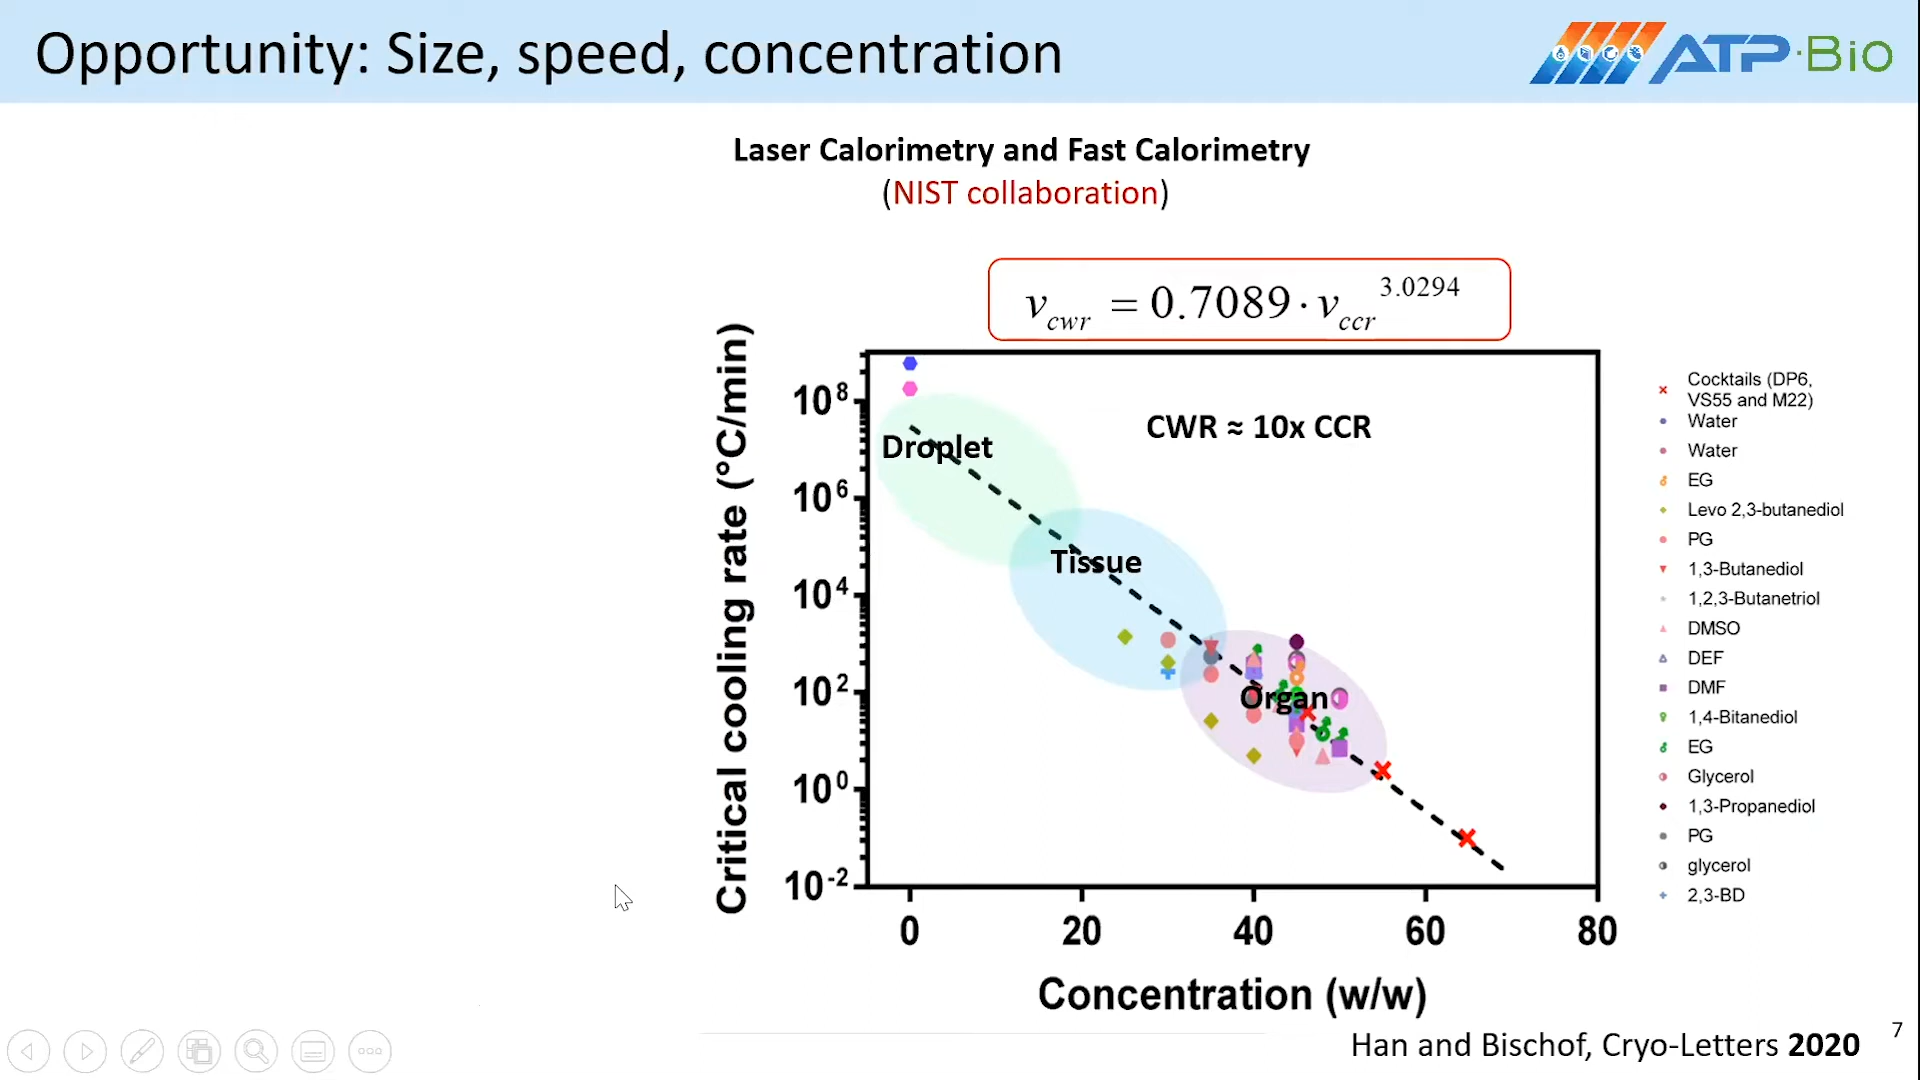 Opportunity: Size, speed, concentration
ATP·Bio
Laser Calorimetry and Fast Calorimetry
(NIST collaboration)
v_cwr = 0.7089 · v_ccr^3.0294
Critical cooling rate (°C/min)
10^8
10^6
10^4
10^2
10^0
10^-2
CWR ≈ 10x CCR
Droplet
Tissue
Organ
0 20 40 60 80
Concentration (w/w)
Cocktails (DP6,
VS55 and M22)
Water
Water
EG
Levo 2,3-butanediol
PG
1,3-Butanediol
1,2,3-Butanetriol
DMSO
DEF
DMF
1,4-Bitanediol
EG
Glycerol
1,3-Propanediol
PG
glycerol
2,3-BD
Han and Bischof, Cryo-Letters 2020
7